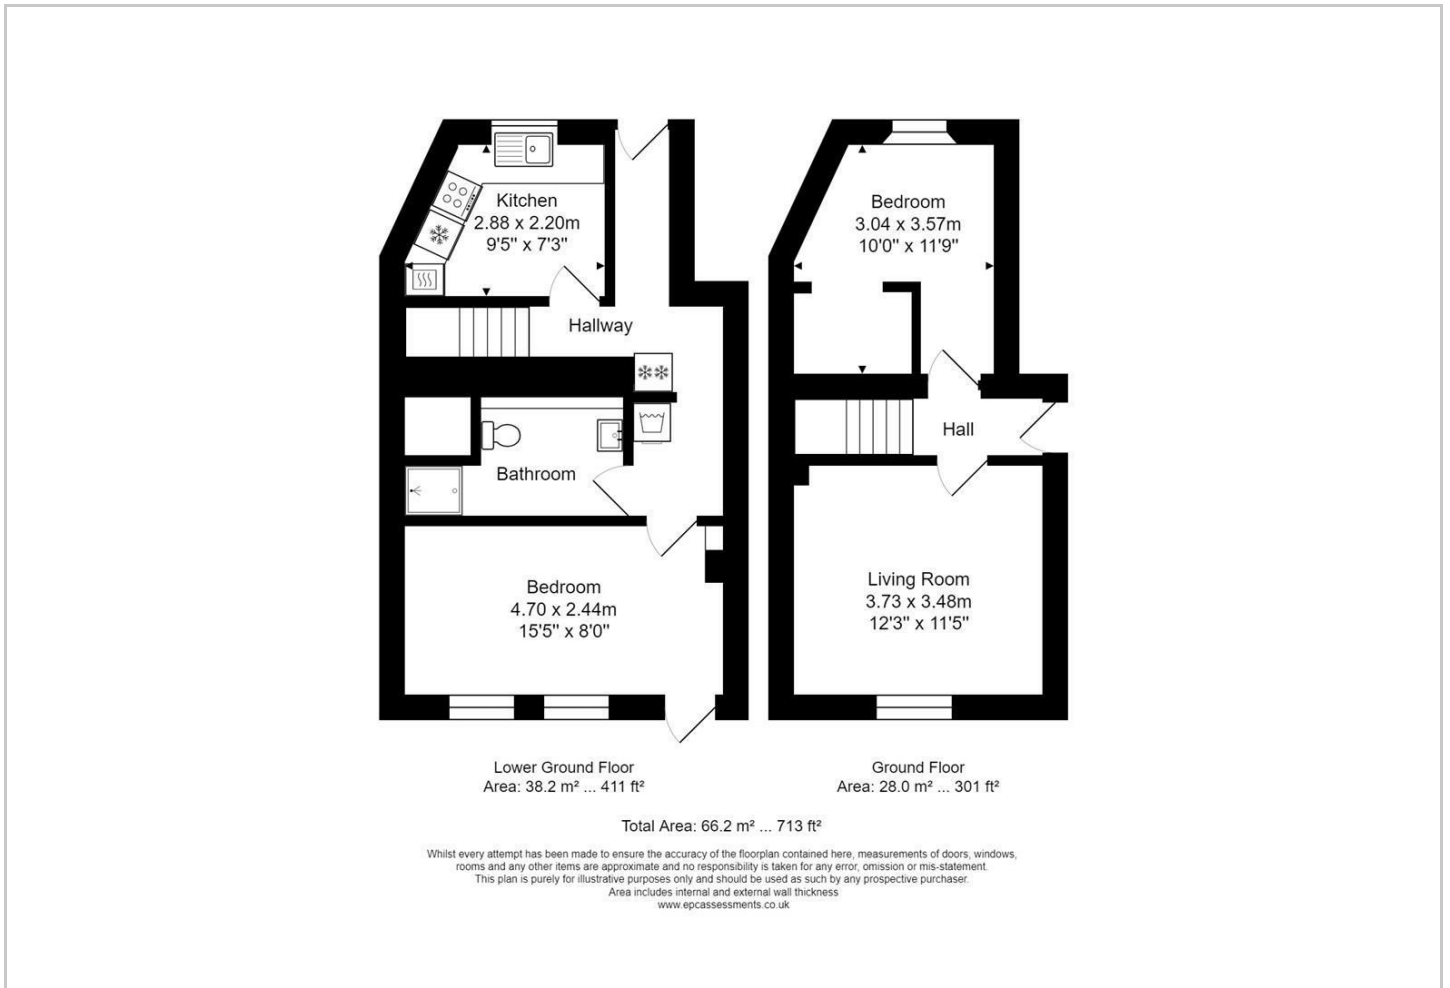 Kitchen
2.88 x 2.20m
9'5" x 7'3"
Hallway
Bathroom
Bedroom
4.70 x 2.44m
15'5" x 8'0"
Bedroom
3.04 x 3.57m
10'0" x 11'9"
Hall
Living Room
3.73 x 3.48m
12'3" x 11'5"
Lower Ground Floor
Area: 38.2 m² ... 411 ft²
Ground Floor
Area: 28.0 m² ... 301 ft²
Total Area: 66.2 m² ... 713 ft²
Whilst every attempt has been made to ensure the accuracy of the floorplan contained here, measurements of doors, windows,
rooms and any other items are approximate and no responsibility is taken for any error, omission or mis-statement.
This plan is purely for illustrative purposes only and should be used as such by any prospective purchaser.
Area includes internal and external wall thickness
www.epcassessments.co.uk